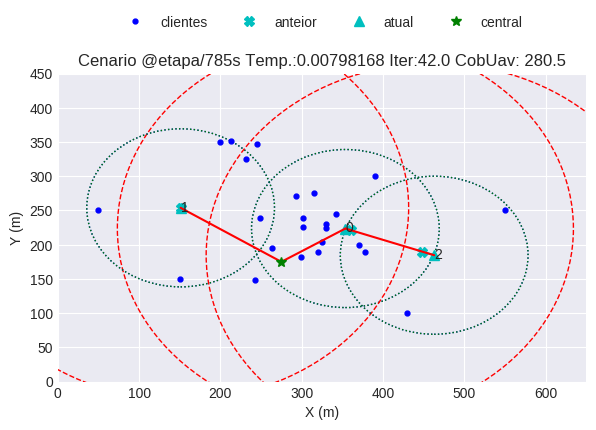 clientes anteior atual central
Cenario @etapa/785s Temp.:0.00798168 Iter:42.0 CobUav: 280.5
450
400
350
300
250
200
150
100
50
0
Y (m)
1
0
2
0 100 200 300 400 500 600
X (m)